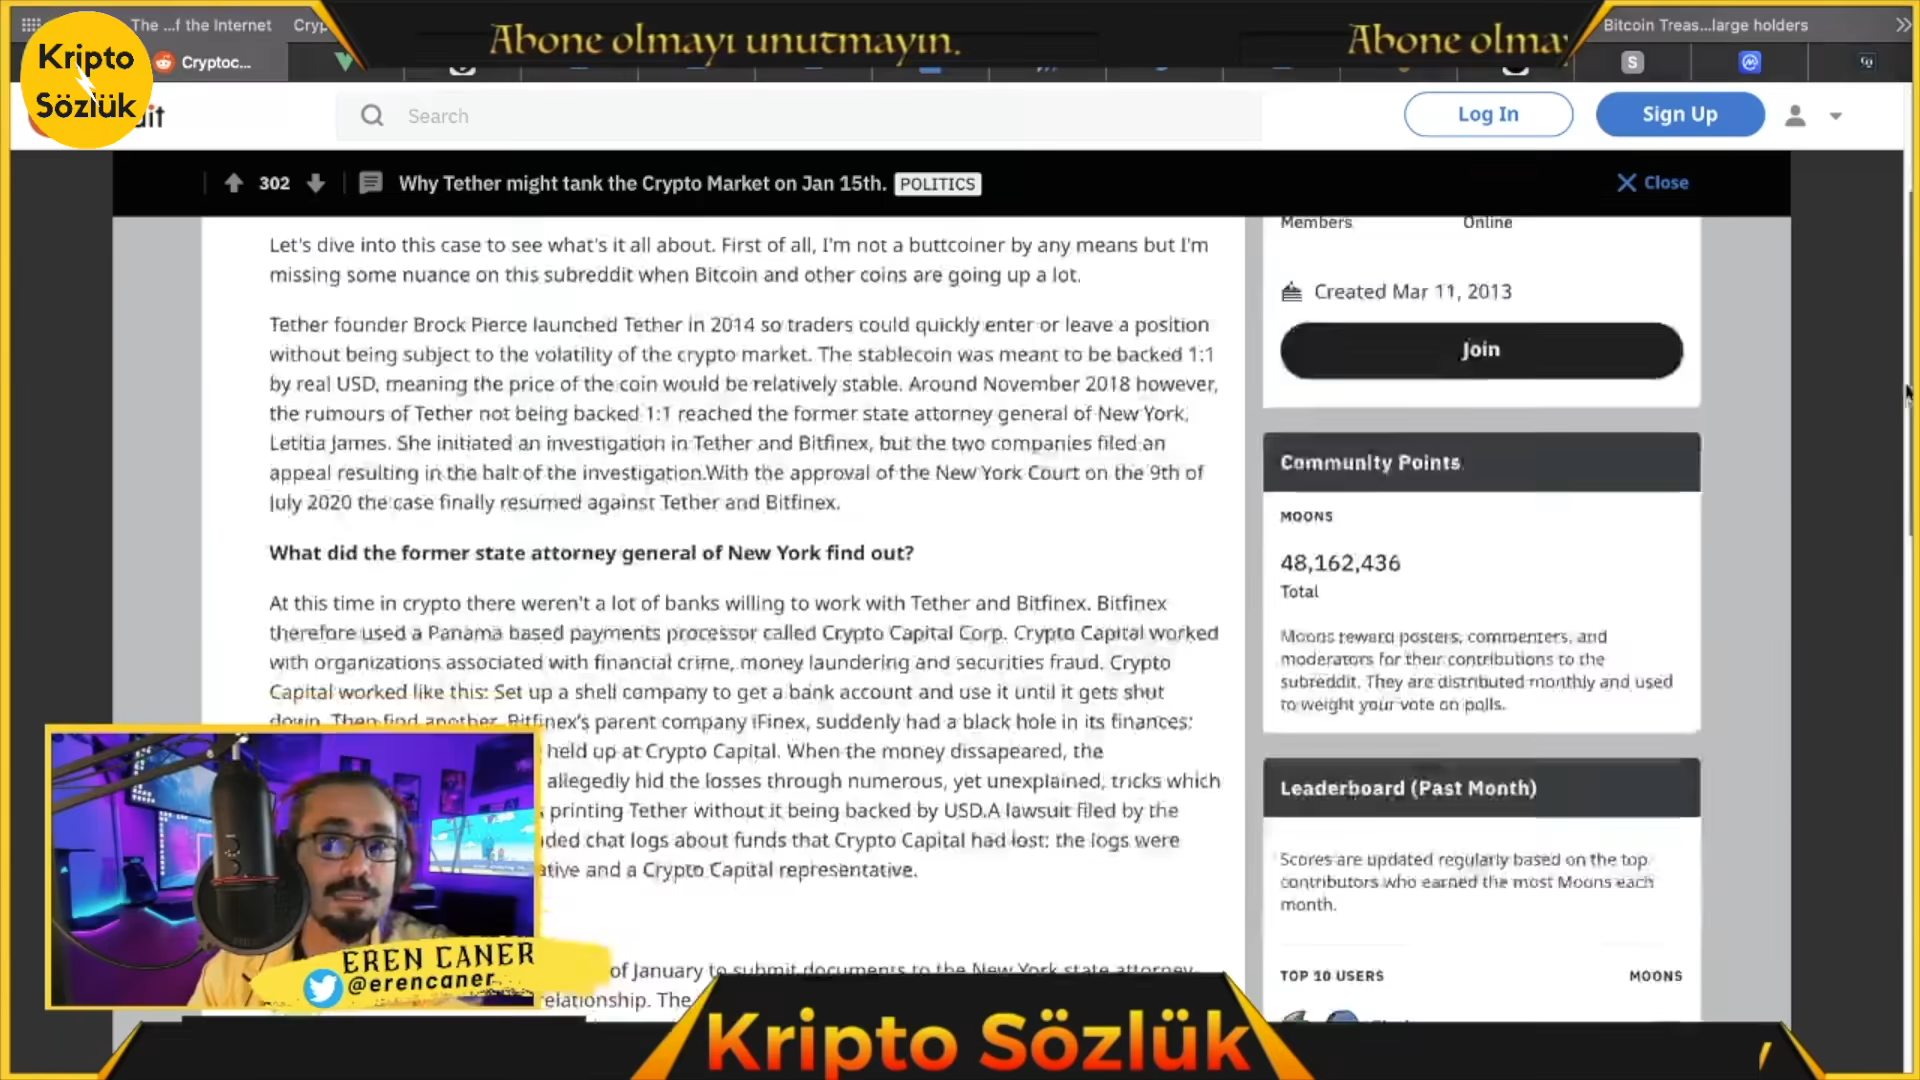 The ...f the Internet
Abone olmayı unutmayın.
Abone olma
Bitcoin Treas...large holders
Kripto
Sözlük
Cryptoc...
Search
Log In
Sign Up
302
Why Tether might tank the Crypto Market on Jan 15th.
POLITICS
Close
Let's dive into this case to see what's it all about. First of all, I'm not a buttcoiner by any means but I'm
missing some nuance on this subreddit when Bitcoin and other coins are going up a lot.
Tether founder Brock Pierce launched Tether in 2014 so traders could quickly enter or leave a position
without being subject to the volatility of the crypto market. The stablecoin was meant to be backed 1:1
by real USD, meaning the price of the coin would be relatively stable. Around November 2018 however,
the rumours of Tether not being backed 1:1 reached the former state attorney general of New York,
Letitia James. She initiated an investigation in Tether and Bitfinex, but the two companies filed an
appeal resulting in the halt of the investigation.With the approval of the New York Court on the 9th of
July 2020 the case finally resumed against Tether and Bitfinex.
What did the former state attorney general of New York find out?
At this time in crypto there weren't a lot of banks willing to work with Tether and Bitfinex. Bitfinex
therefore used a Panama based payments processor called Crypto Capital Corp. Crypto Capital worked
with organizations associated with financial crime, money laundering and securities fraud. Crypto
Capital worked like this: Set up a shell company to get a bank account and use it until it gets shut
down. Then find another. Bitfinex's parent company iFinex, suddenly had a black hole in its finances:
held up at Crypto Capital. When the money dissapeared, the
allegedly hid the losses through numerous, yet unexplained, tricks which
printing Tether without it being backed by USD.A lawsuit filed by the
ded chat logs about funds that Crypto Capital had lost: the logs were
ative and a Crypto Capital representative.
of January to submit documents to the New York state attorney
elationship. The
Members
Online
Created Mar 11, 2013
Join
Community Points
MOONS
48,162,436
Total
Moons reward posters, commenters, and
moderators for their contributions to the
subreddit. They are distributed monthly and used
to weight your vote on polls.
Leaderboard (Past Month)
Scores are updated regularly based on the top
contributors who earned the most Moons each
month.
TOP 10 USERS
MOONS
EREN CANER
@erencaner
Kripto Sözlük